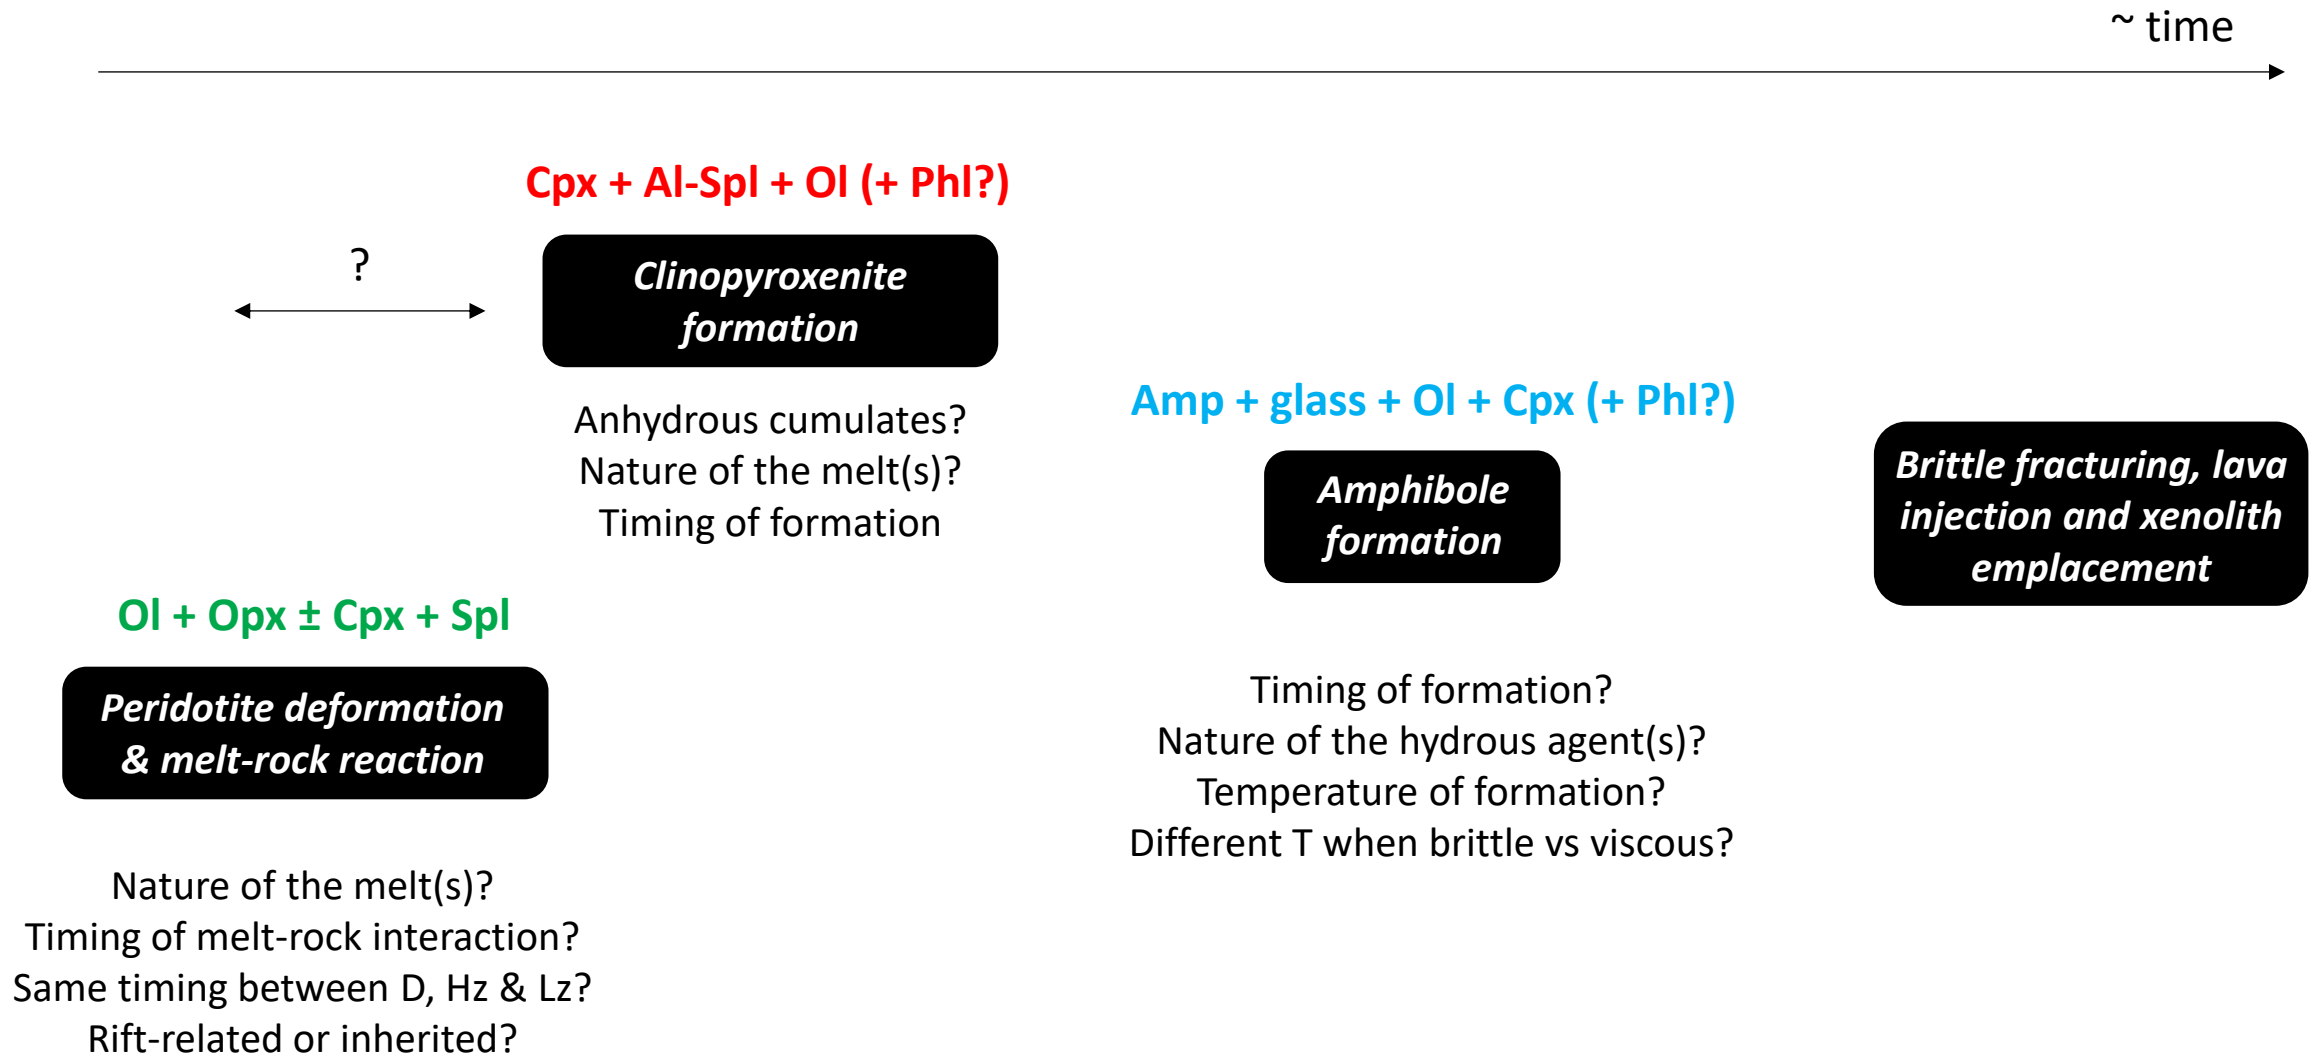 ~ time
Cpx + Al-Spl + Ol (+ Phl?)
?
Clinopyroxenite
formation
Anhydrous cumulates?
Nature of the melt(s)?
Timing of formation
Ol + Opx ± Cpx + Spl
Peridotite deformation
& melt-rock reaction
Nature of the melt(s)?
Timing of melt-rock interaction?
Same timing between D, Hz & Lz?
Rift-related or inherited?
Amp + glass + Ol + Cpx (+ Phl?)
Amphibole
formation
Timing of formation?
Nature of the hydrous agent(s)?
Temperature of formation?
Different T when brittle vs viscous?
Brittle fracturing, lava
injection and xenolith
emplacement